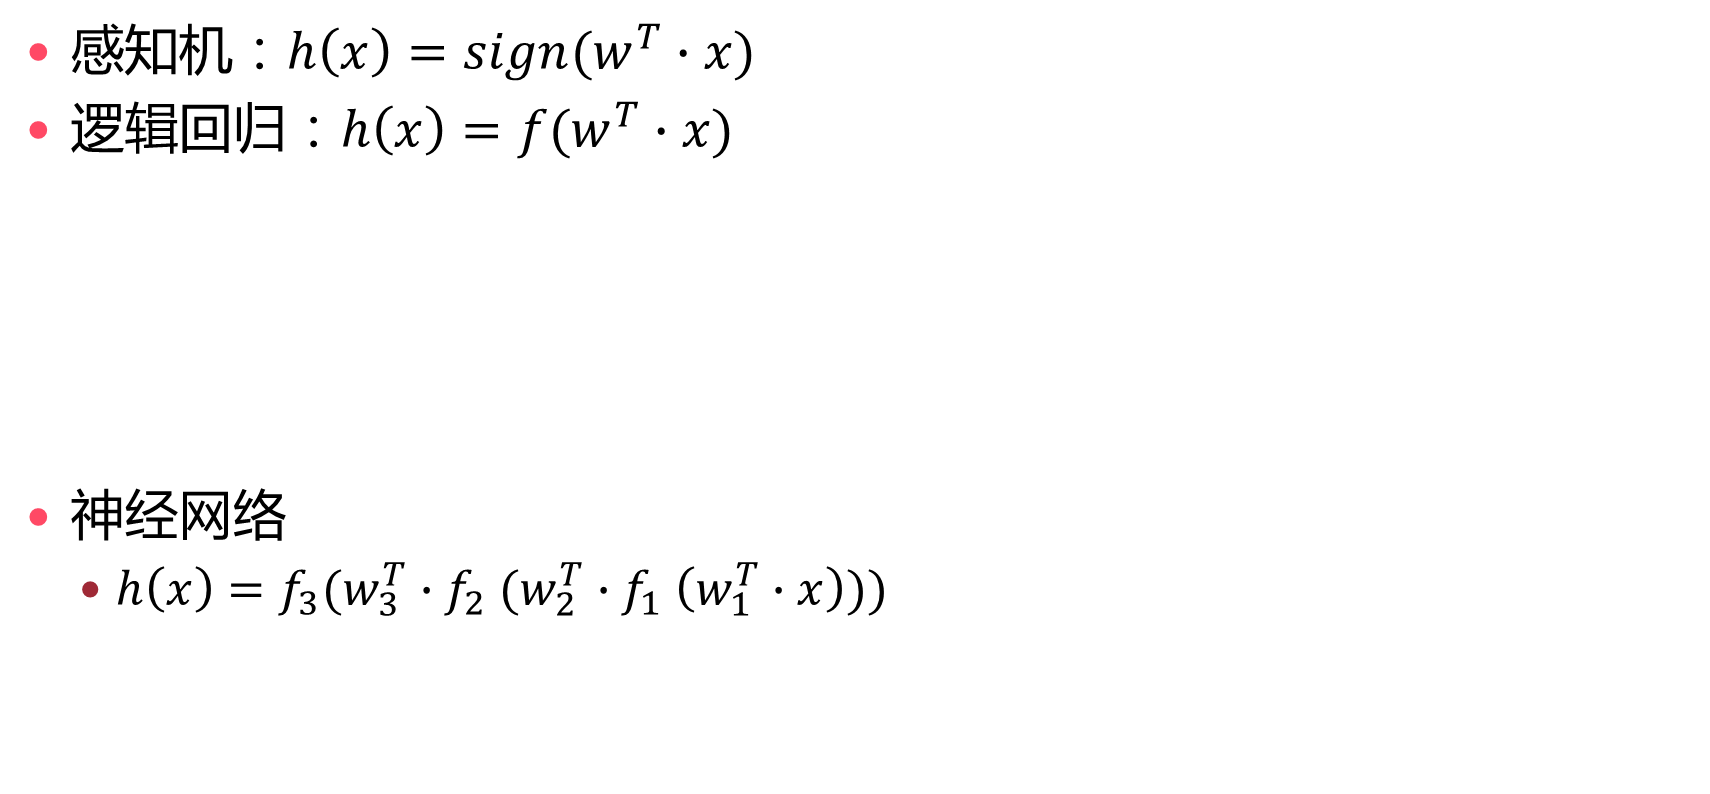 • 感知机：h(x) = sign(w^T · x)
• 逻辑回归：h(x) = f(w^T · x)
• 神经网络
• h(x) = f_3(w_3^T · f_2 (w_2^T · f_1 (w_1^T · x)))